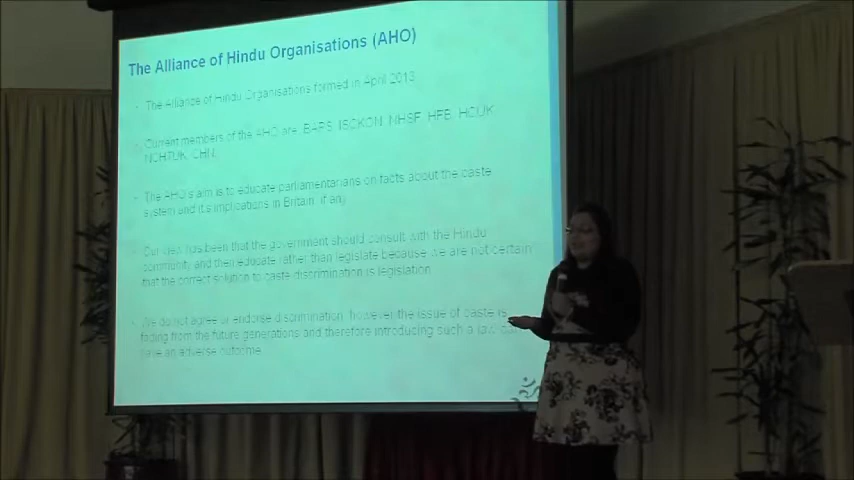 The Alliance of Hindu Organisations (AHO)
The Alliance of Hindu Organisations formed in April 2013
Current members of the AHO are BAPS ISCKON NHSF HFB HCUK
NCHTUK CHN
The AHO's aim is to educate parliamentarians on facts about the caste
system and it's implications in Britain, if any
Our idea has been that the government should consult with the Hindu
community and then educate rather than legislate because we are not certain
that the correct solution to caste discrimination is legislation
We do not agree or endorse discrimination, however the issue of caste is
fading from the future generations and therefore introducing such a law
have an adverse outcome
ॐ